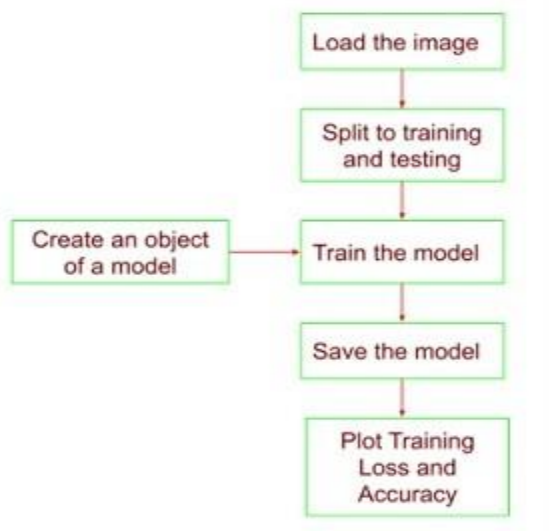 Load the image
Split to training
and testing
Create an object
of a model
Train the model
Save the model
Plot Training
Loss and
Accuracy